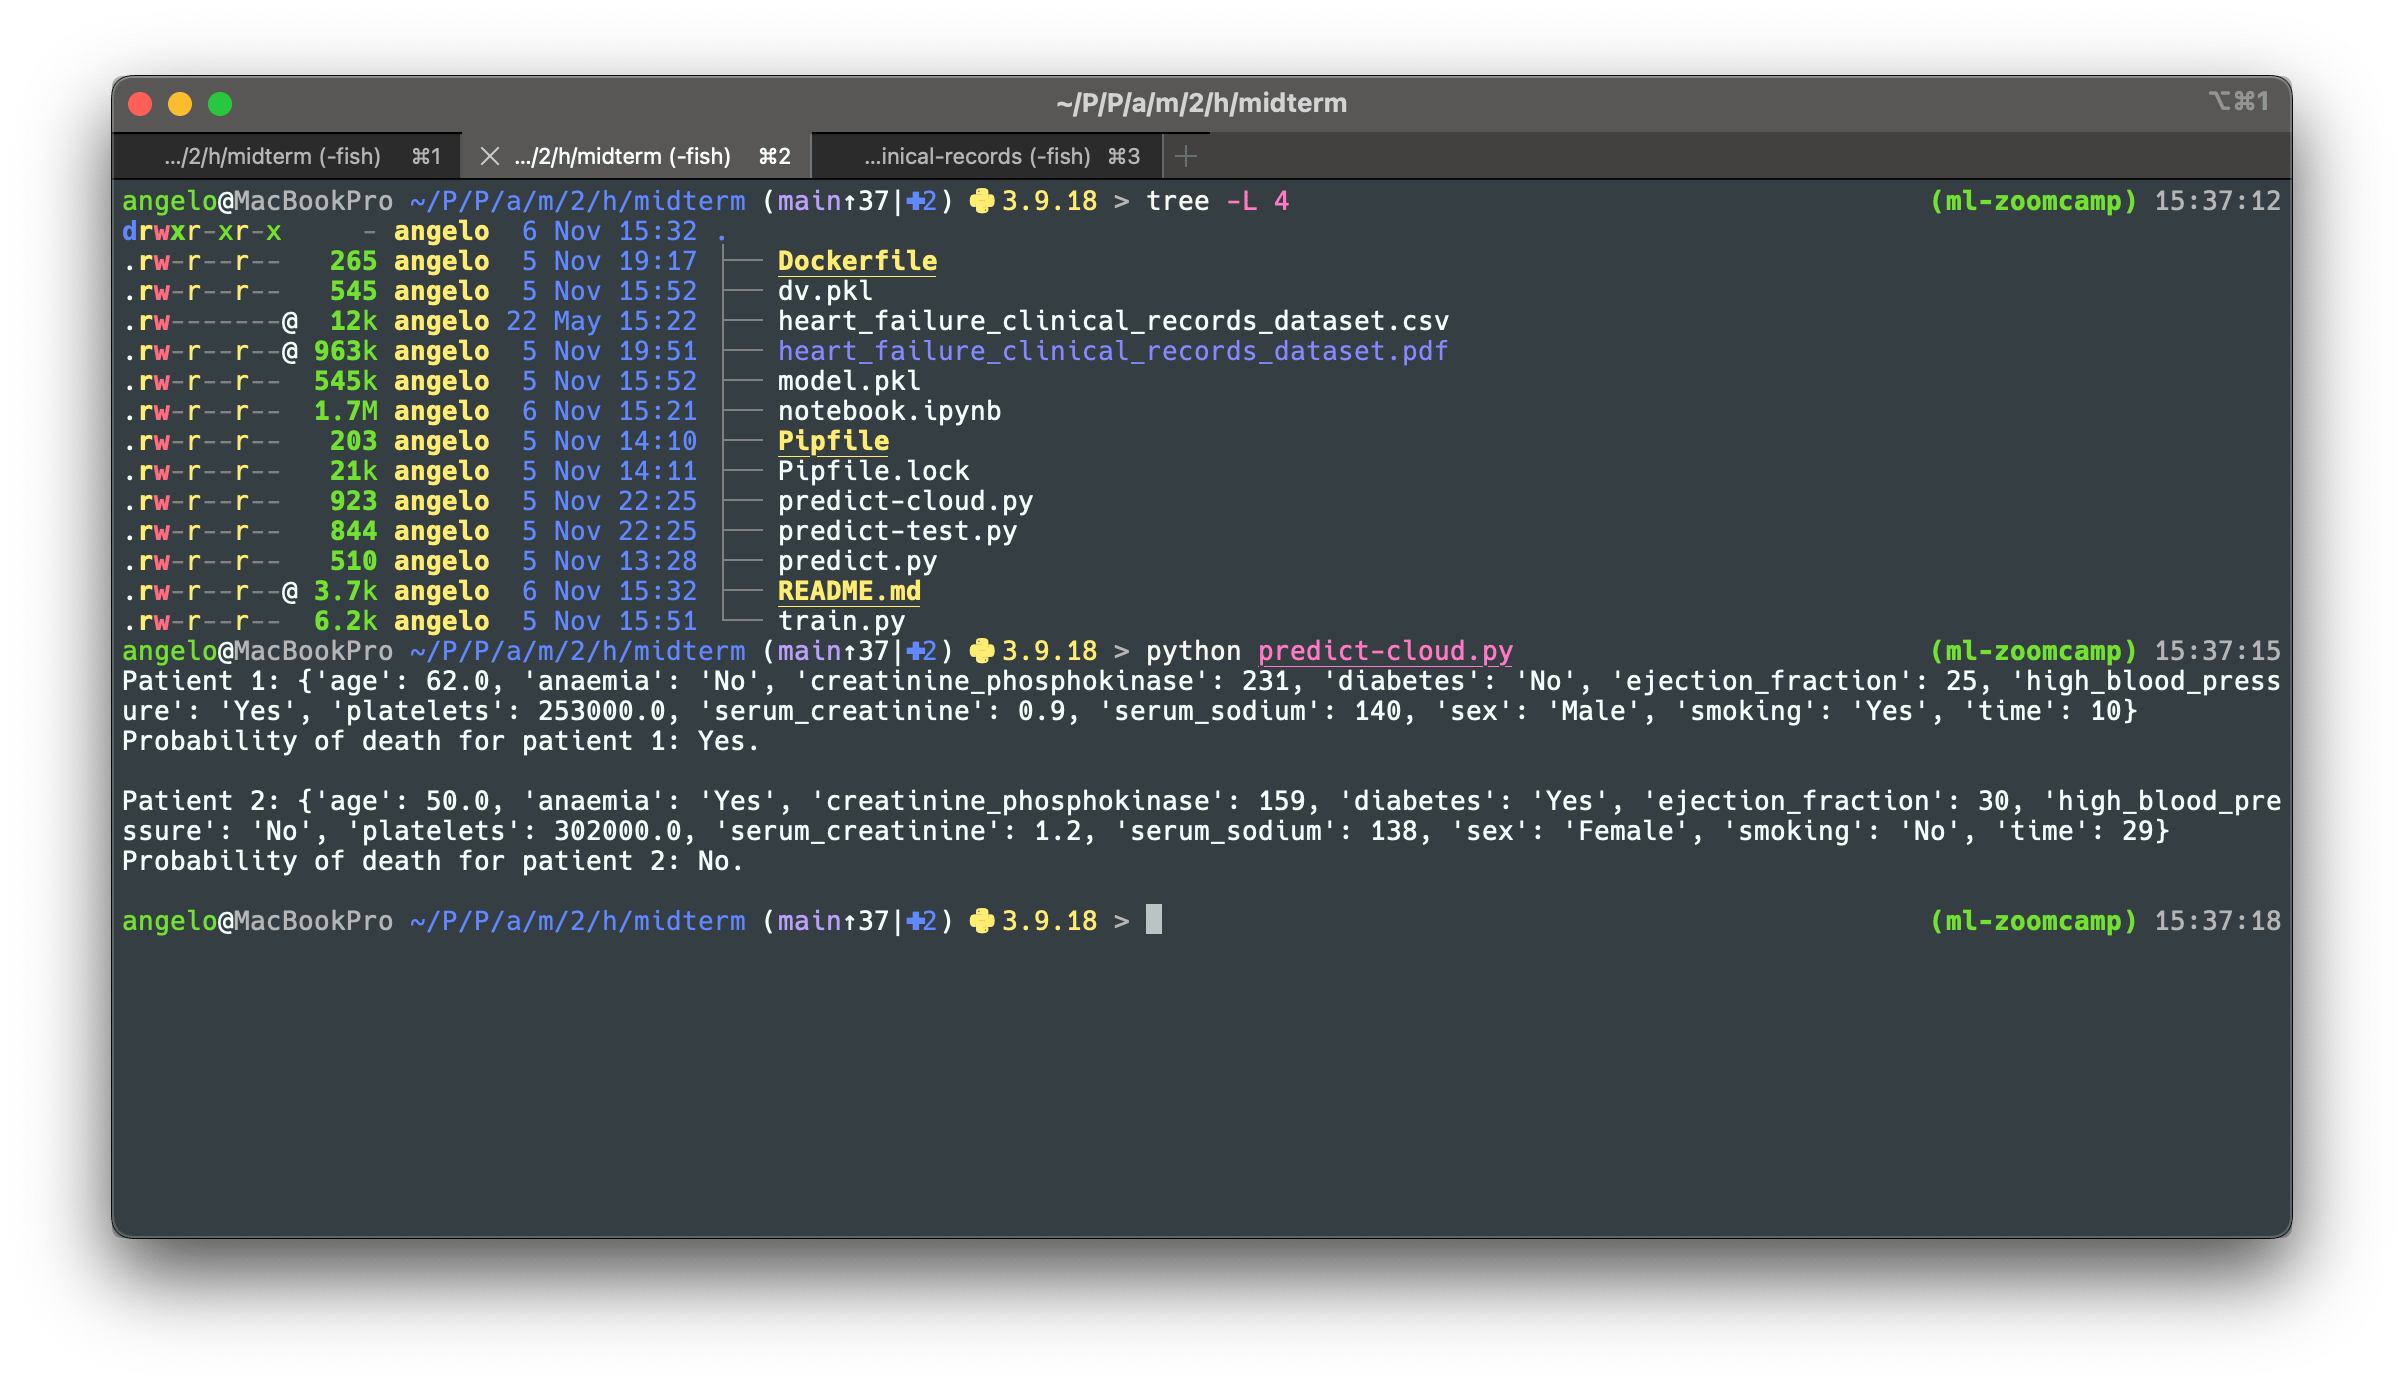 ~/P/P/a/m/2/h/midterm ⌥⌘1
.../2/h/midterm (-fish) ⌘1 .../2/h/midterm (-fish) ⌘2 ...inical-records (-fish) ⌘3
angelo@MacBookPro ~/P/P/a/m/2/h/midterm (main↑37|✚2) 3.9.18 > tree -L 4 (ml-zoomcamp) 15:37:12
drwxr-xr-x - angelo 6 Nov 15:32 .
.rw-r--r-- 265 angelo 5 Nov 19:17 ├── Dockerfile
.rw-r--r-- 545 angelo 5 Nov 15:52 ├── dv.pkl
.rw-------@ 12k angelo 22 May 15:22 ├── heart_failure_clinical_records_dataset.csv
.rw-r--r--@ 963k angelo 5 Nov 19:51 ├── heart_failure_clinical_records_dataset.pdf
.rw-r--r-- 545k angelo 5 Nov 15:52 ├── model.pkl
.rw-r--r-- 1.7M angelo 6 Nov 15:21 ├── notebook.ipynb
.rw-r--r-- 203 angelo 5 Nov 14:10 ├── Pipfile
.rw-r--r-- 21k angelo 5 Nov 14:11 ├── Pipfile.lock
.rw-r--r-- 923 angelo 5 Nov 22:25 ├── predict-cloud.py
.rw-r--r-- 844 angelo 5 Nov 22:25 ├── predict-test.py
.rw-r--r-- 510 angelo 5 Nov 13:28 ├── predict.py
.rw-r--r--@ 3.7k angelo 6 Nov 15:32 ├── README.md
.rw-r--r-- 6.2k angelo 5 Nov 15:51 └── train.py
angelo@MacBookPro ~/P/P/a/m/2/h/midterm (main↑37|✚2) 3.9.18 > python predict-cloud.py (ml-zoomcamp) 15:37:15
Patient 1: {'age': 62.0, 'anaemia': 'No', 'creatinine_phosphokinase': 231, 'diabetes': 'No', 'ejection_fraction': 25, 'high_blood_press
ure': 'Yes', 'platelets': 253000.0, 'serum_creatinine': 0.9, 'serum_sodium': 140, 'sex': 'Male', 'smoking': 'Yes', 'time': 10}
Probability of death for patient 1: Yes.
Patient 2: {'age': 50.0, 'anaemia': 'Yes', 'creatinine_phosphokinase': 159, 'diabetes': 'Yes', 'ejection_fraction': 30, 'high_blood_pre
ssure': 'No', 'platelets': 302000.0, 'serum_creatinine': 1.2, 'serum_sodium': 138, 'sex': 'Female', 'smoking': 'No', 'time': 29}
Probability of death for patient 2: No.
angelo@MacBookPro ~/P/P/a/m/2/h/midterm (main↑37|✚2) 3.9.18 > (ml-zoomcamp) 15:37:18